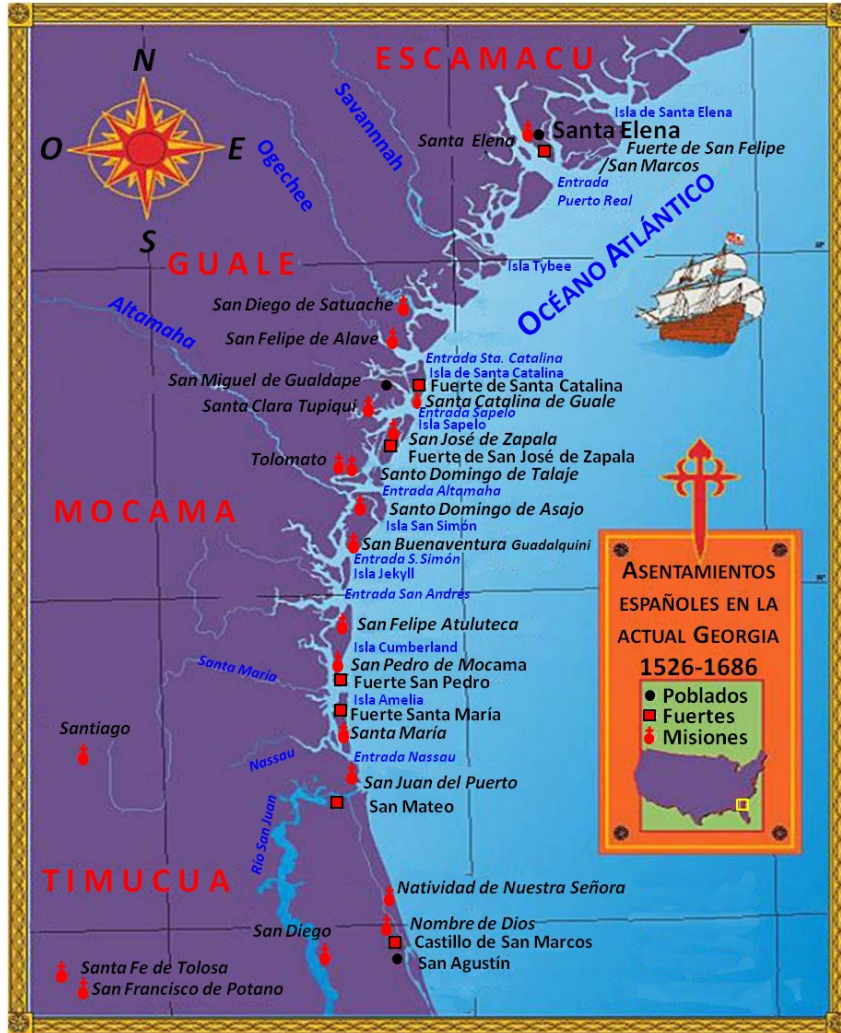 N
O
E
S
ESCAMACU
Savannnah
Ogechee
Isla de Santa Elena
Santa Elena
Santa Elena
Fuerte de San Felipe
/San Marcos
Entrada
Puerto Real
OCÉANO ATLÁNTICO
GUALE
Isla Tybee
Altamaha
San Diego de Satuache
San Felipe de Alave
Entrada Sta. Catalina
Isla de Santa Catalina
San Miguel de Gualdape
Fuerte de Santa Catalina
Santa Clara Tupiqui
Santa Catalina de Guale
Entrada Sapelo
Isla Sapelo
San José de Zapala
Fuerte de San José de Zapala
Tolomato
Santo Domingo de Talaje
Entrada Altamaha
MOCAMA
Santo Domingo de Asajo
Isla San Simón
San Buenaventura Guadalquini
Entrada S.Simón
Isla Jekyll
Entrada San Andrés
San Felipe Atuluteca
Isla Cumberland
San Pedro de Mocama
Fuerte San Pedro
Santa María
Isla Amelia
Fuerte Santa María
Santa María
Santiago
Nassau
Entrada Nassau
San Juan del Puerto
San Mateo
Río San Juan
TIMUCUA
Natividad de Nuestra Señora
Nombre de Dios
San Diego
Castillo de San Marcos
San Agustín
Santa Fe de Tolosa
San Francisco de Potano
ASENTAMIENTOS
ESPAÑOLES EN LA
ACTUAL GEORGIA
1526-1686
Poblados
Fuertes
Misiones